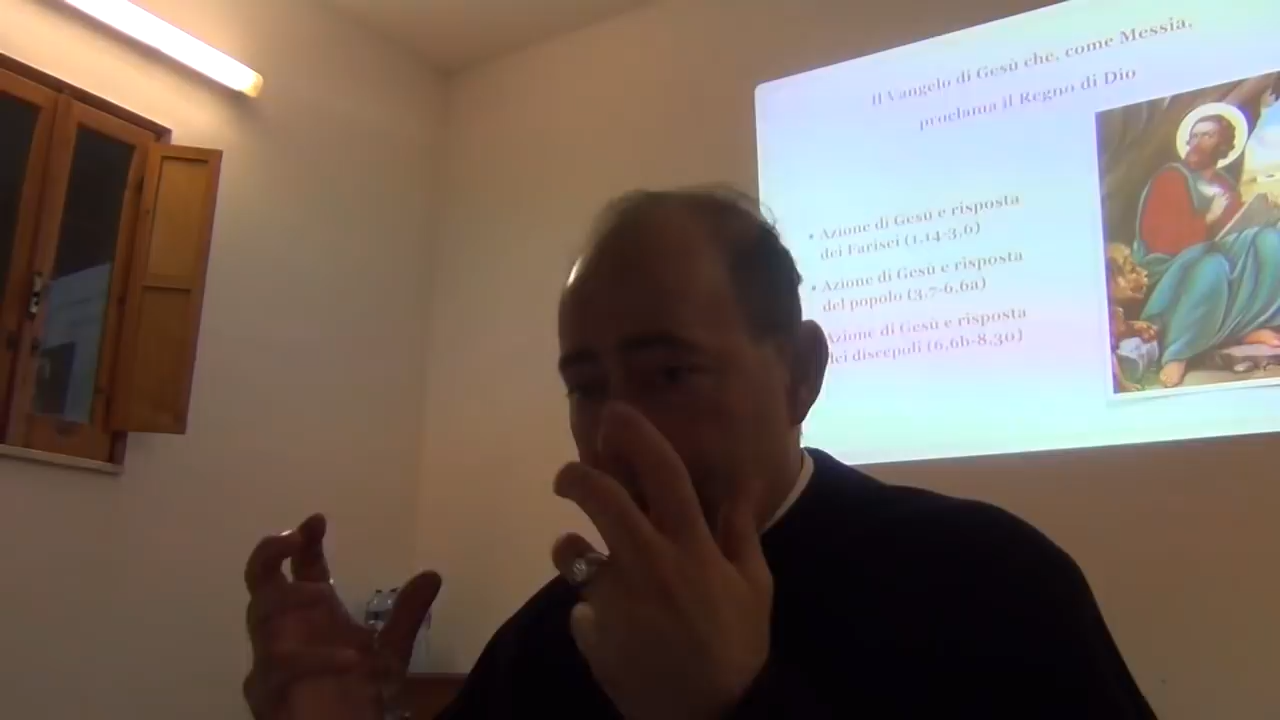 Il Vangelo di Gesù che, come Messia,
proclama il Regno di Dio
• Azione di Gesù e risposta
dei Farisei (1,14-3,6)
• Azione di Gesù e risposta
del popolo (3,7-6,6a)
Azione di Gesù e risposta
dei discepoli (6,6b-8,30)